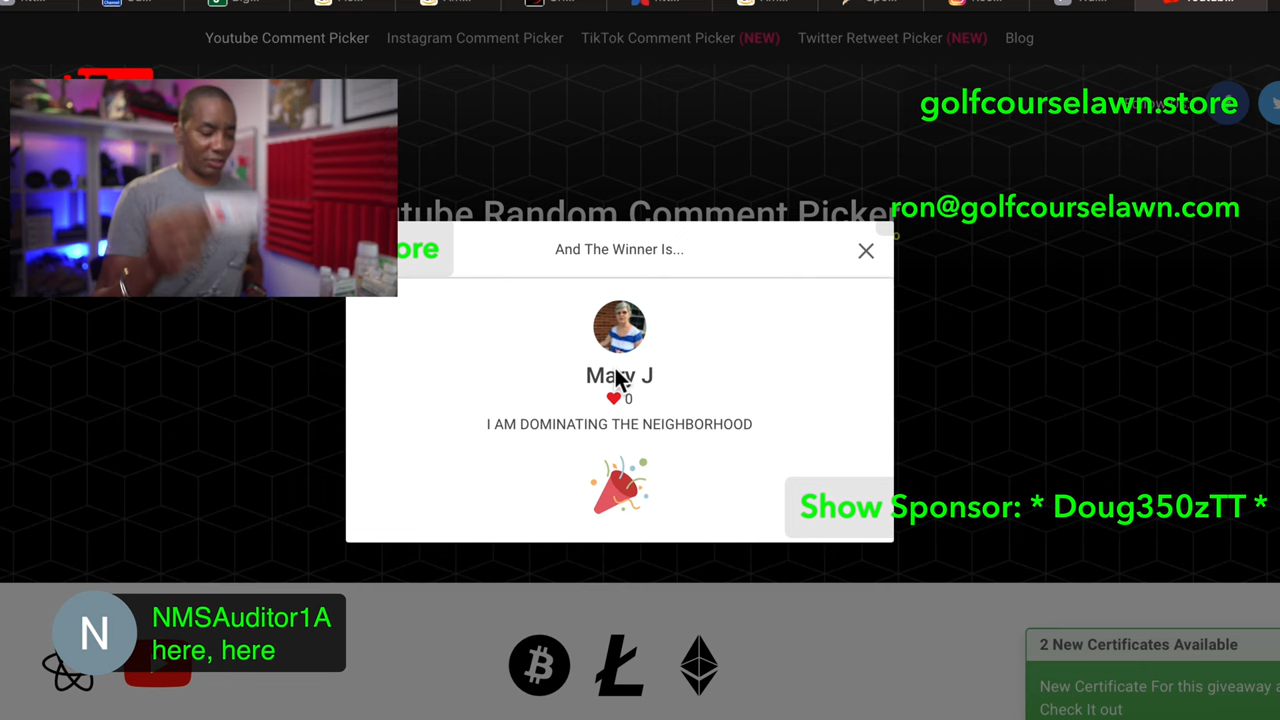 Youtube Comment Picker
Instagram Comment Picker
TikTok Comment Picker (NEW)
Twitter Retweet Picker (NEW)
Blog
golfcourselawn.store
Random Comment Picker
ron@golfcourselawn.com
ore
And The Winner Is...
Mary J
0
I AM DOMINATING THE NEIGHBORHOOD
Show Sponsor: * Doug350zTT *
N
NMSAuditor1A
here, here
2 New Certificates Available
New Certificate For this giveaway
Check It out